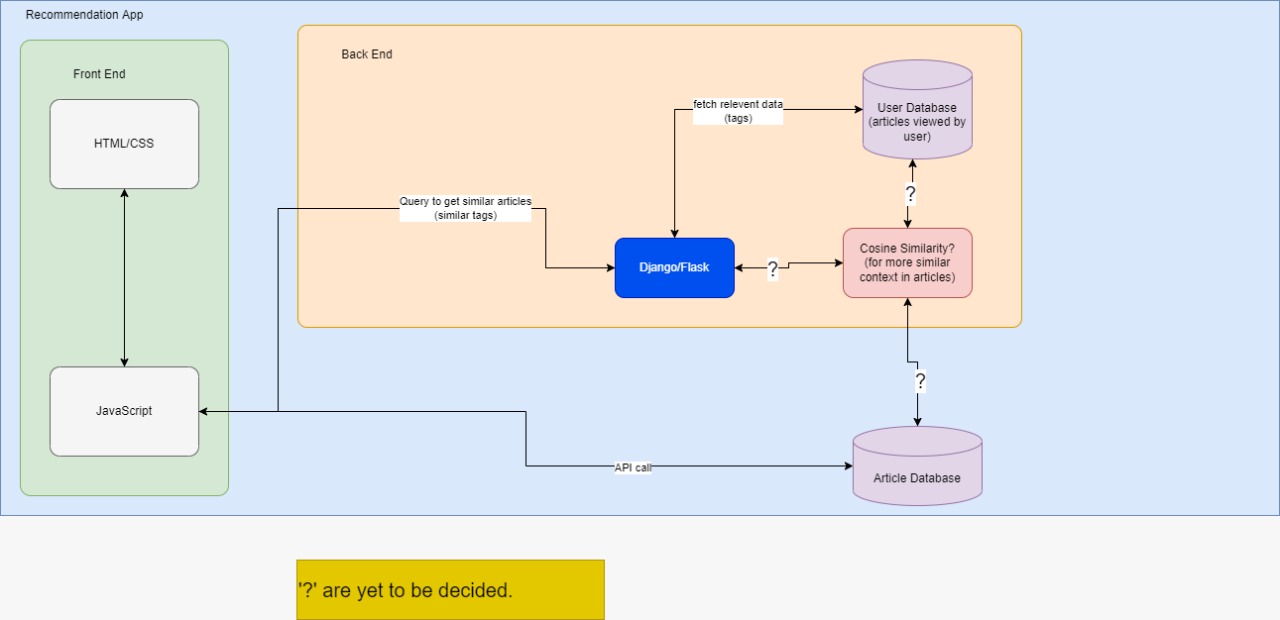 Recommendation App
Front End
HTML/CSS
JavaScript
Back End
fetch relevent data
(tags)
User Database
(articles viewed by
user)
?
Query to get similar articles
(similar tags)
Django/Flask
?
Cosine Similarity?
(for more similar
context in articles)
?
API call
Article Database
'?' are yet to be decided.